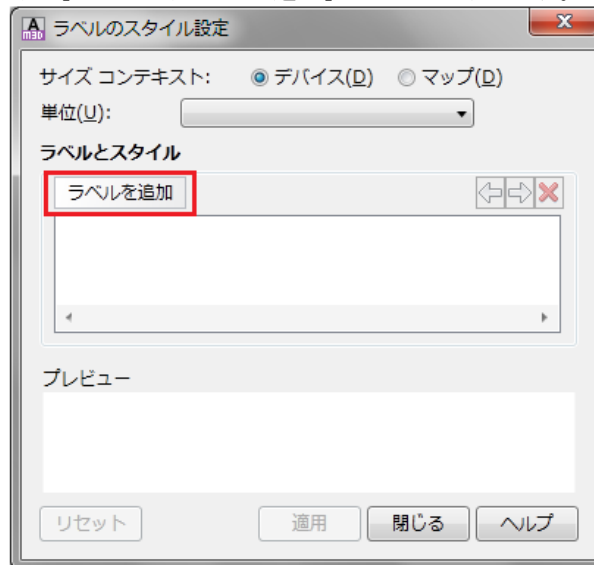 ラベルのスタイル設定
サイズ コンテキスト: デバイス(D) マップ(D)
単位(U):
ラベルとスタイル
ラベルを追加
プレビュー
リセット 適用 閉じる ヘルプ